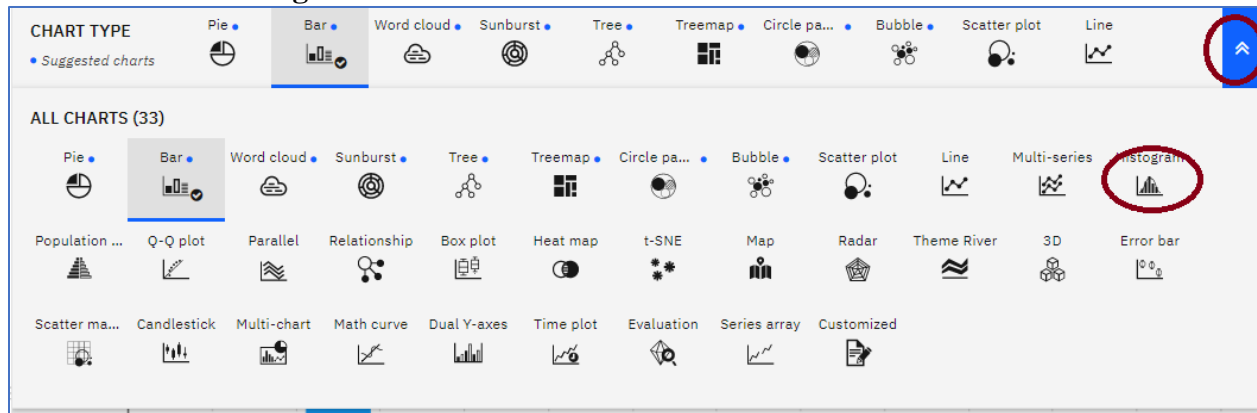 CHART TYPE
• Suggested charts
Pie • Bar • Word cloud • Sunburst • Tree • Treemap • Circle pa... • Bubble • Scatter plot Line
ALL CHARTS (33)
Pie • Bar • Word cloud • Sunburst • Tree • Treemap • Circle pa... • Bubble • Scatter plot Line Multi-series Histogram
Population ... Q-Q plot Parallel Relationship Box plot Heat map t-SNE Map Radar Theme River 3D Error bar
Scatter ma... Candlestick Multi-chart Math curve Dual Y-axes Time plot Evaluation Series array Customized